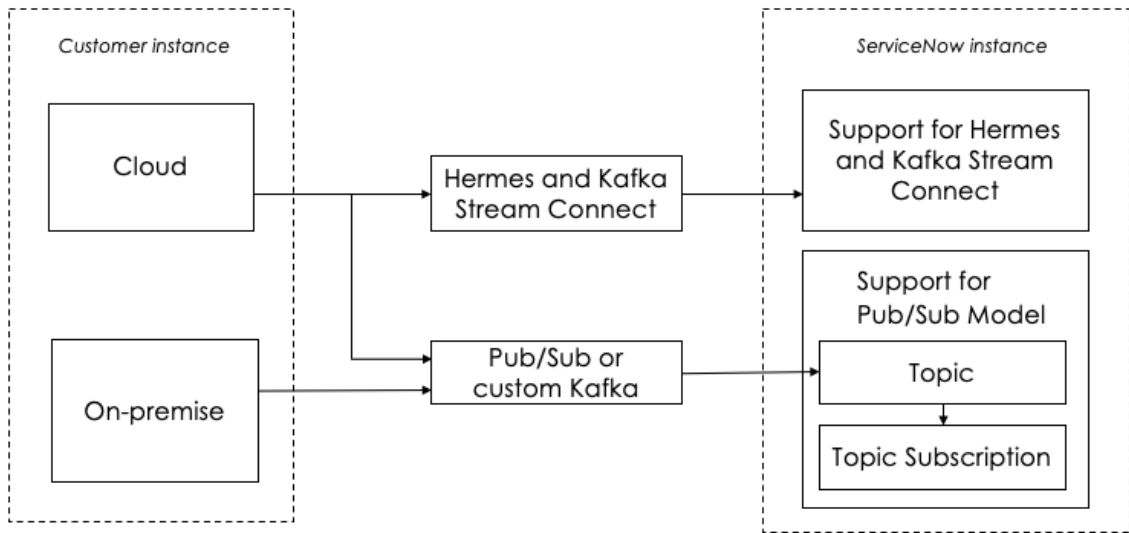 Customer instance
Cloud
On-premise
Hermes and Kafka
Stream Connect
Pub/Sub or
custom Kafka
ServiceNow instance
Support for Hermes
and Kafka Stream
Connect
Support for
Pub/Sub Model
Topic
Topic Subscription